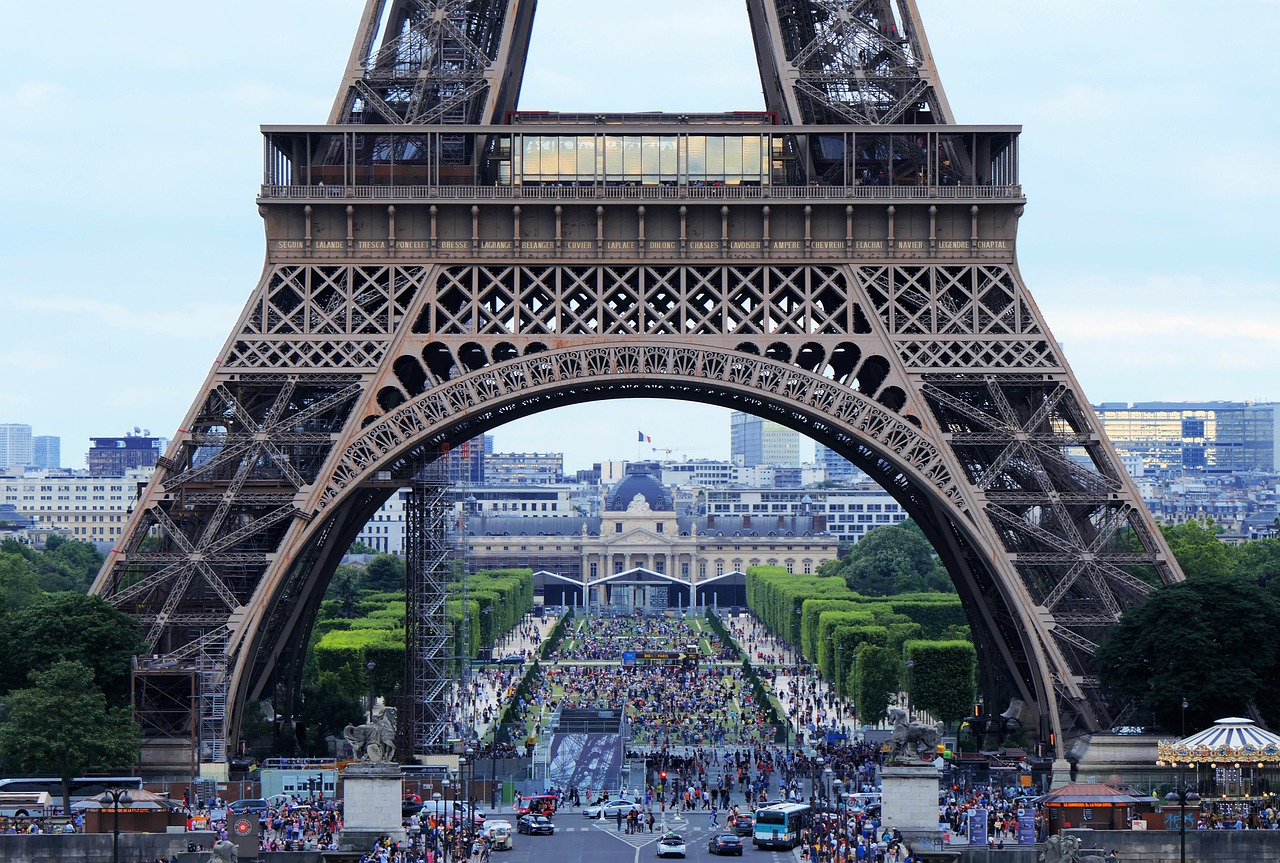 SEGUIN LALANDE TRESCA PONCELET BRESSE LAGRANGE BELANGER CUVIER LAPLACE DULONG CHASLES LAVOISIER AMPERE CHEVREUL FLACHAT NAVIER LEGENDRE CHAPTAL